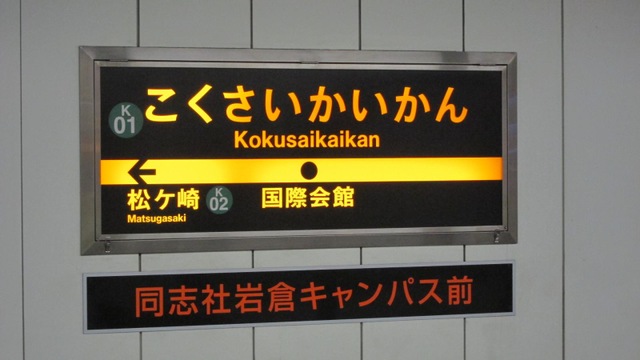 K
01
こくさいかいかん
Kokusaikaikan
松ケ崎
K
02
国際会館
Matsugasaki
同志社岩倉キャンパス前